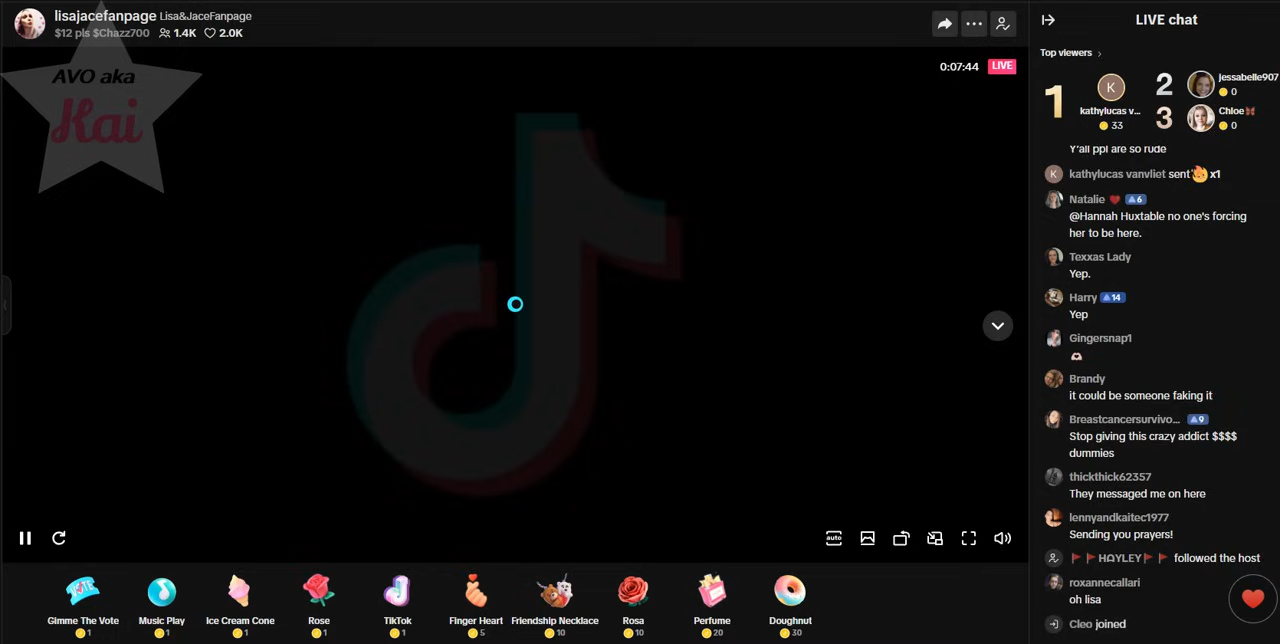 lisajacefanpage Lisa&JaceFanpage
$12 pls $Chazz700 1.4K 2.0K
AVO aka
Kai
0:07:44 LIVE
auto
Gimme The Vote
1
Music Play
1
Ice Cream Cone
1
Rose
1
TikTok
1
Finger Heart
5
Friendship Necklace
10
Rosa
10
Perfume
20
Doughnut
30
LIVE chat
Top viewers >
1
K
kathylucas v...
33
2
jessabelle907
0
3
Chloe
0
Y'all ppl are so rude
K kathylucas vanvliet sent x1
Natalie 6
@Hannah Huxtable no one's forcing
her to be here.
Texxas Lady
Yep.
Harry 14
Yep
Gingersnap1
Brandy
it could be someone faking it
Breastcancersurvivo... 9
Stop giving this crazy addict $$$$
dummies
thickthick62357
They messaged me on here
lennyandkaitec1977
Sending you prayers!
HΩYLEY followed the host
roxannecallari
oh lisa
Cleo joined